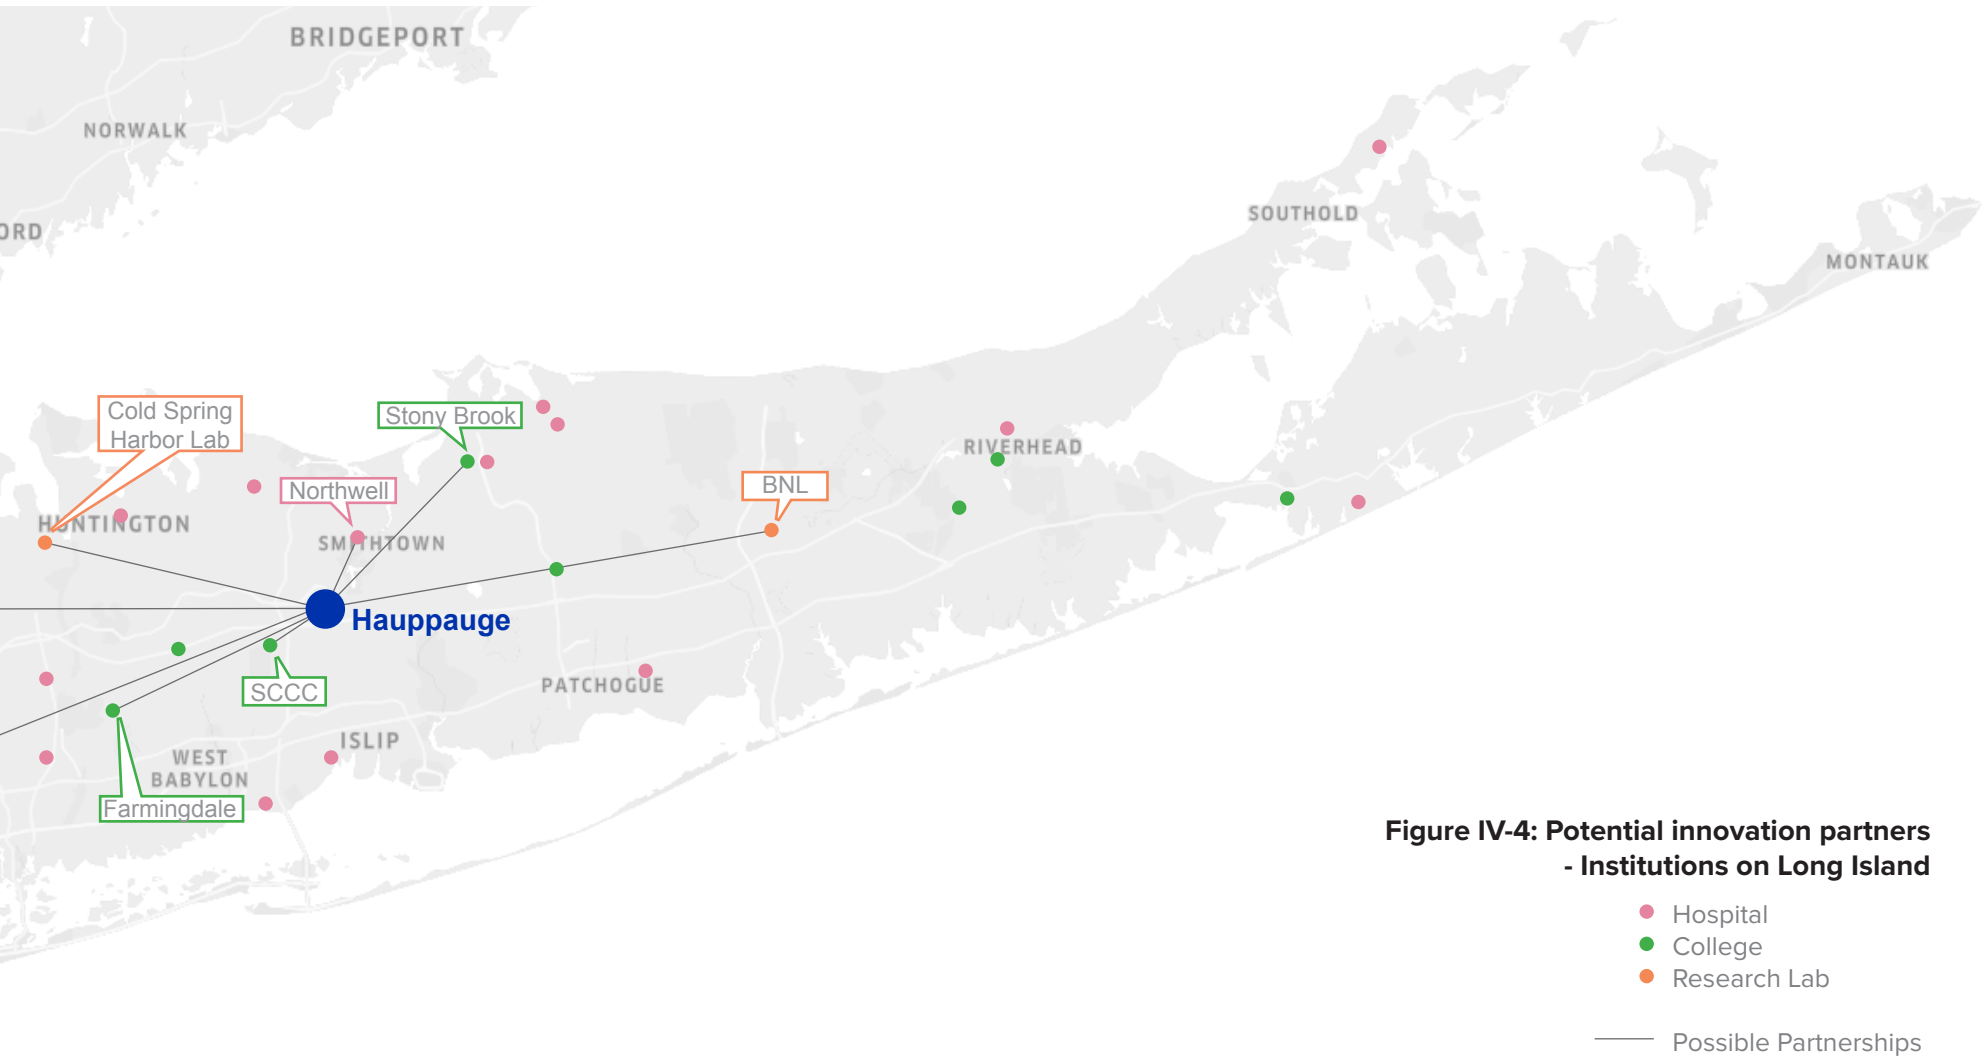 BRIDGEPORT
NORWALK
ORD
SOUTHOLD
MONTAUK
Cold Spring
Harbor Lab
Stony Brook
RIVERHEAD
BNL
Northwell
HUNTINGTON
SMITHTOWN
Hauppauge
SCCC
PATCHOGUE
ISLIP
WEST
BABYLON
Farmingdale
Figure IV-4: Potential innovation partners
- Institutions on Long Island
Hospital
College
Research Lab
Possible Partnerships